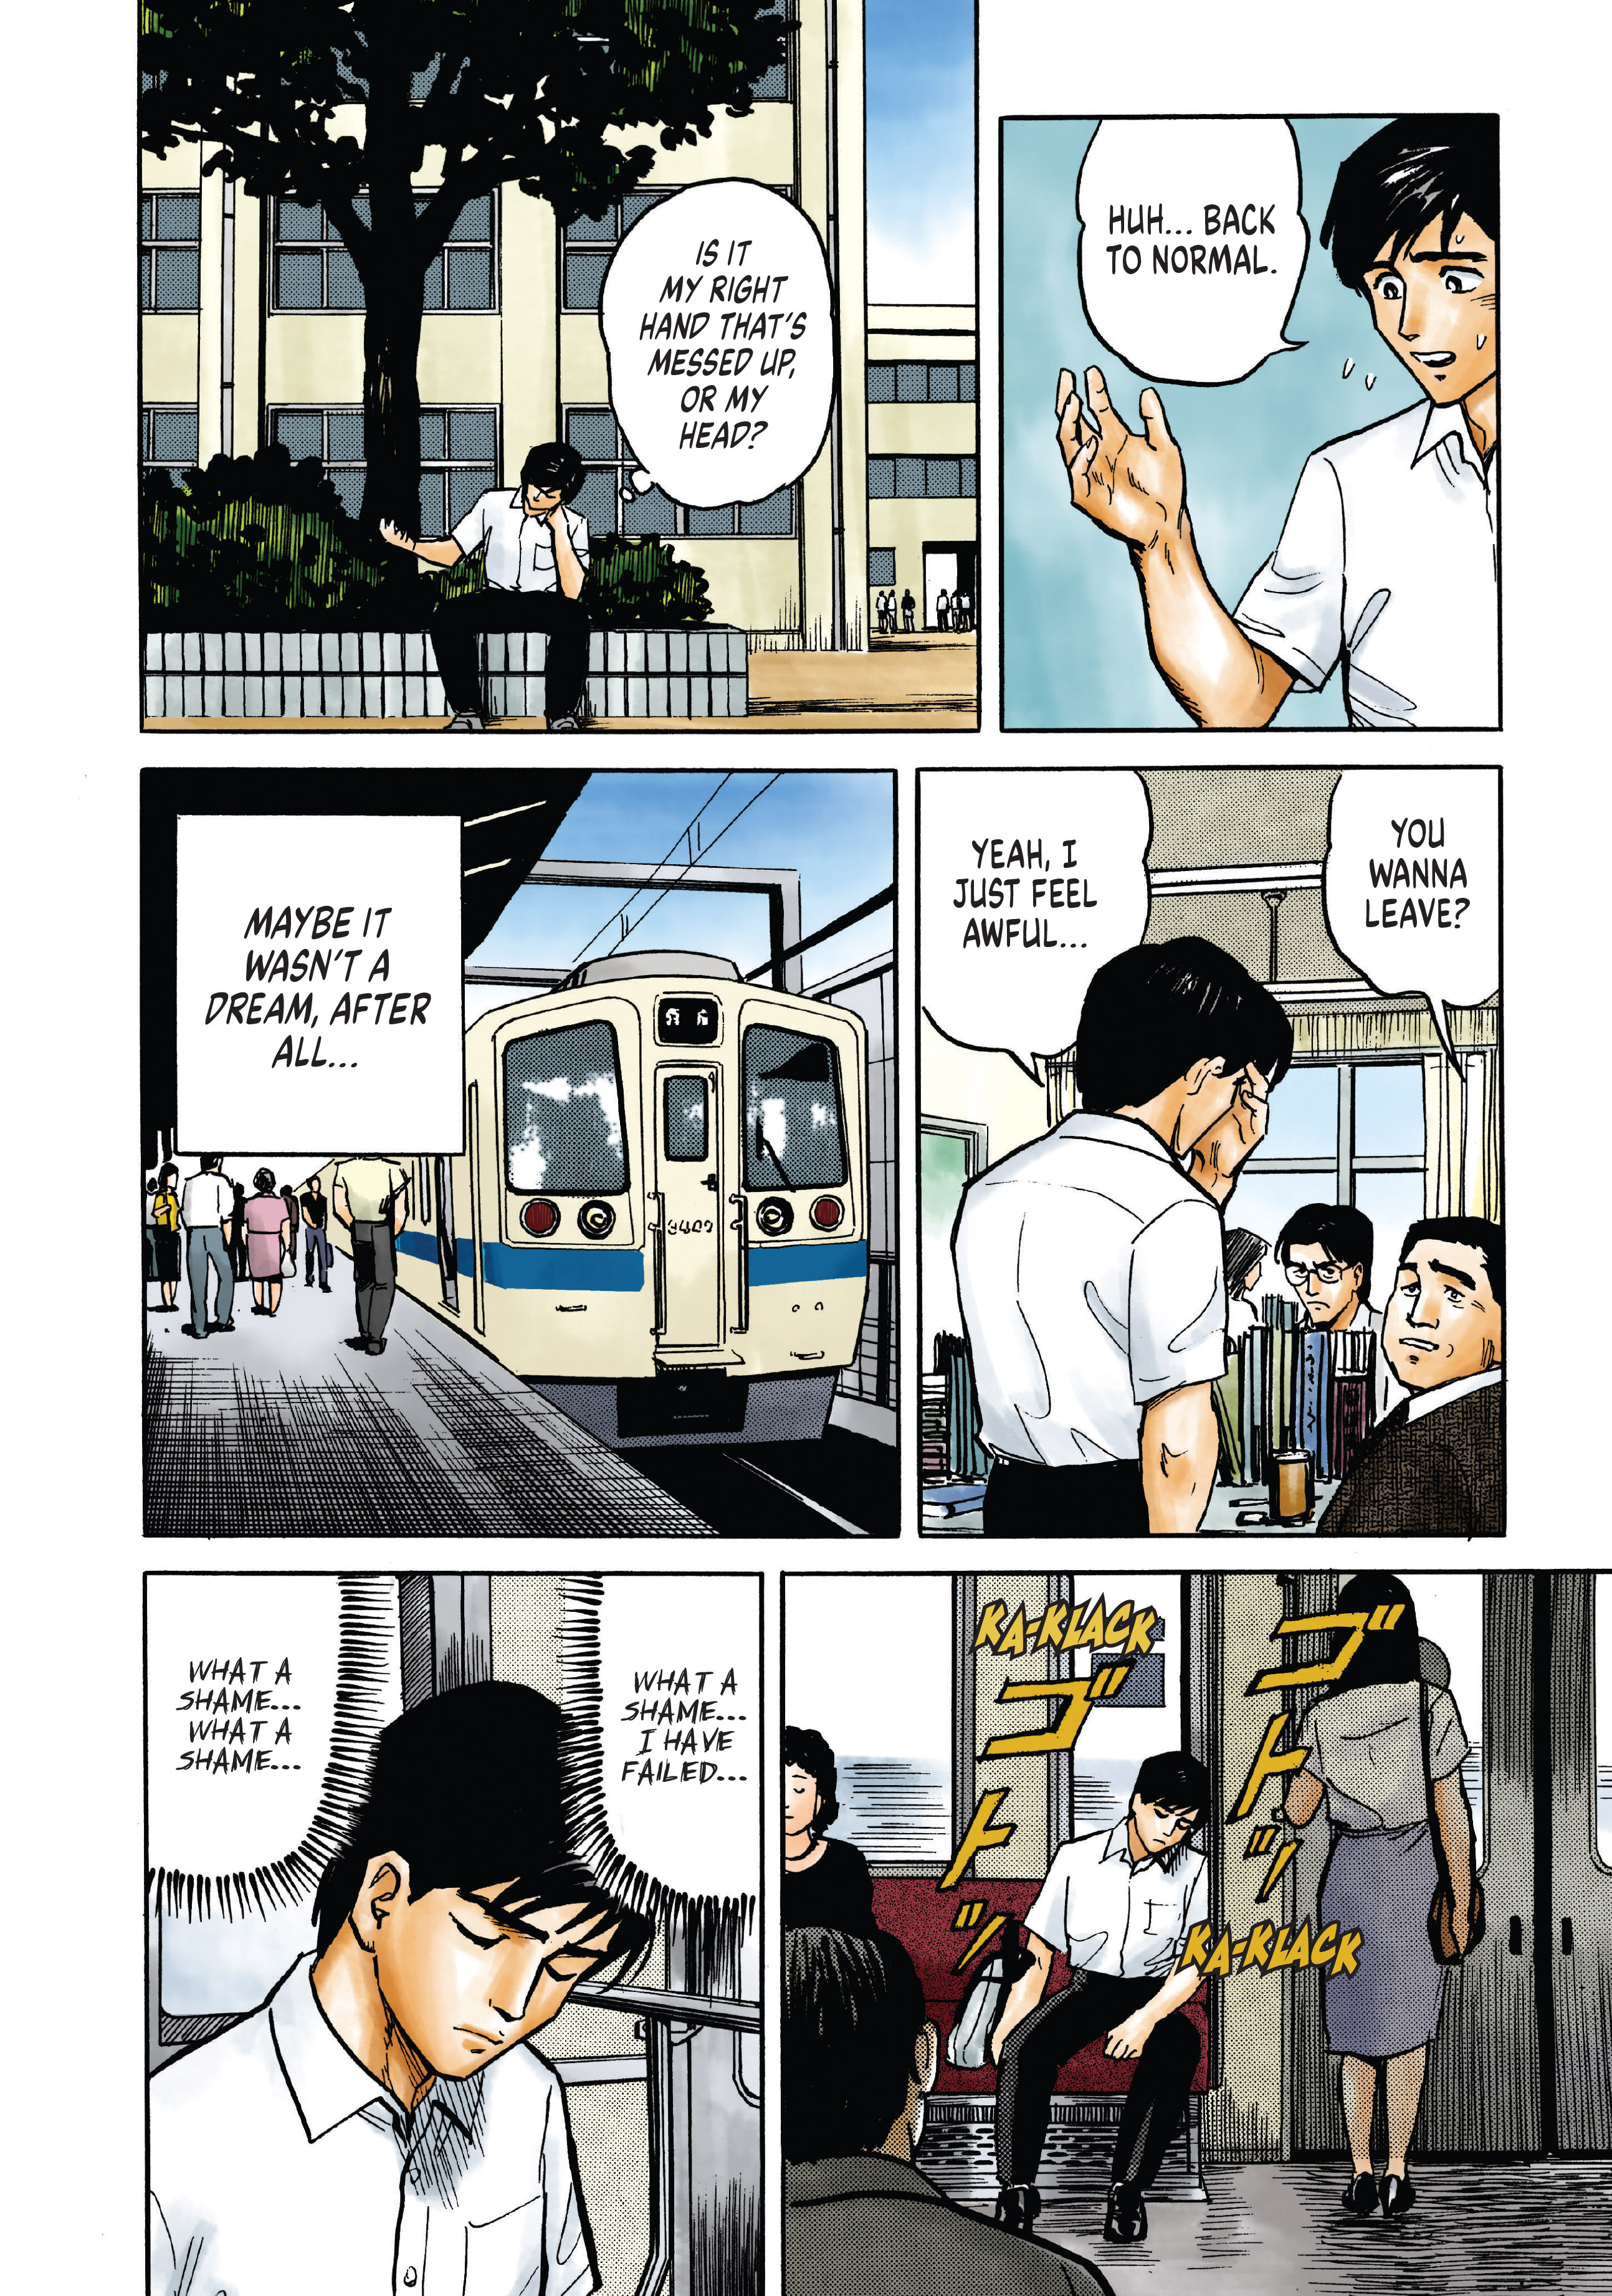 HUH... BACK
TO NORMAL.
IS IT
MY RIGHT
HAND THAT'S
MESSED UP,
OR MY
HEAD?
YOU
WANNA
LEAVE?
YEAH, I
JUST FEEL
AWFUL...
MAYBE IT
WASN'T A
DREAM, AFTER
ALL...
ゴトッ
KA-KLACK
ゴトッ
KA-KLACK
WHAT A
SHAME...
I HAVE
FAILED...
WHAT A
SHAME...
WHAT A
SHAME...